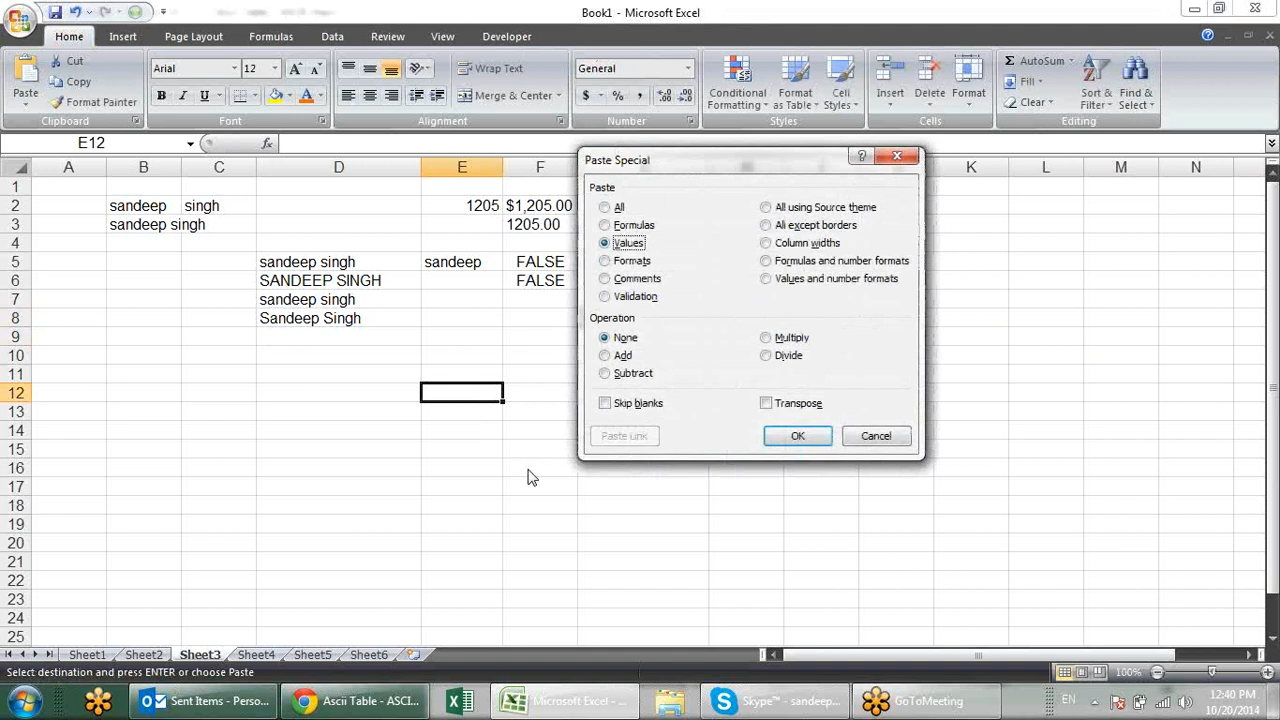 Book1 - Microsoft Excel
Home Insert Page Layout Formulas Data Review View Developer
Paste
Cut
Copy
Format Painter
Clipboard
Arial 12
B I U
Font
Wrap Text
Merge & Center
Alignment
General
$ % ,
Number
Conditional Formatting
Format as Table
Cell Styles
Styles
Insert Delete Format
Cells
AutoSum
Fill
Clear
Sort & Filter
Find & Select
Editing
E12 fx
A B C D E F K L M N
1
2 sandeep singh 1205 $1,205.00
3 sandeep singh 1205.00
4
5 sandeep singh sandeep FALSE
6 SANDEEP SINGH FALSE
7 sandeep singh
8 Sandeep Singh
9
10
11
12
13
14
15
16
17
18
19
20
21
22
23
24
25
Paste Special
Paste
All All using Source theme
Formulas All except borders
Values Column widths
Formats Formulas and number formats
Comments Values and number formats
Validation
Operation
None Multiply
Add Divide
Subtract
Skip blanks Transpose
Paste Link OK Cancel
Sheet1 Sheet2 Sheet3 Sheet4 Sheet5 Sheet6
Select destination and press ENTER or choose Paste 100%
Sent Items - Perso... Ascii Table - ASCI... Microsoft Excel - ... Skype™ - sandeep... GoToMeeting EN 12:40 PM
10/20/2014